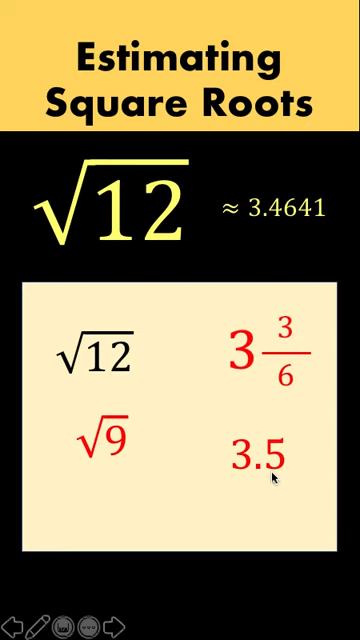 Estimating
Square Roots
√12 ≈ 3.4641
√12
3 3/6
√9
3.5